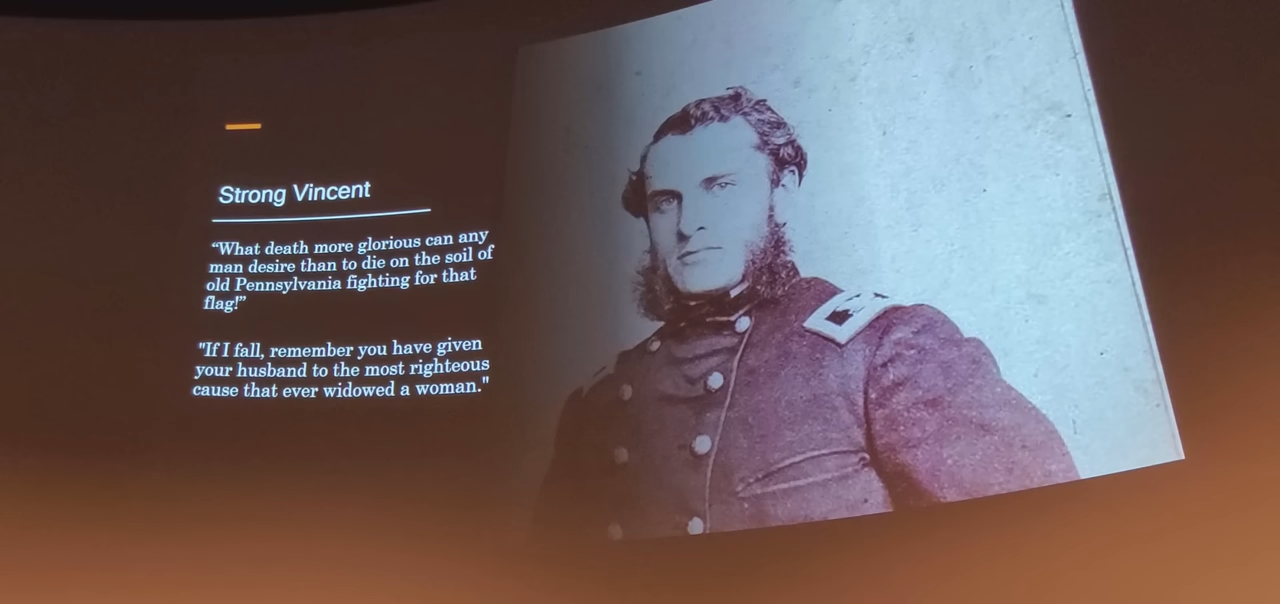 Strong Vincent
“What death more glorious can any
man desire than to die on the soil of
old Pennsylvania fighting for that
flag!”
"If I fall, remember you have given
your husband to the most righteous
cause that ever widowed a woman."